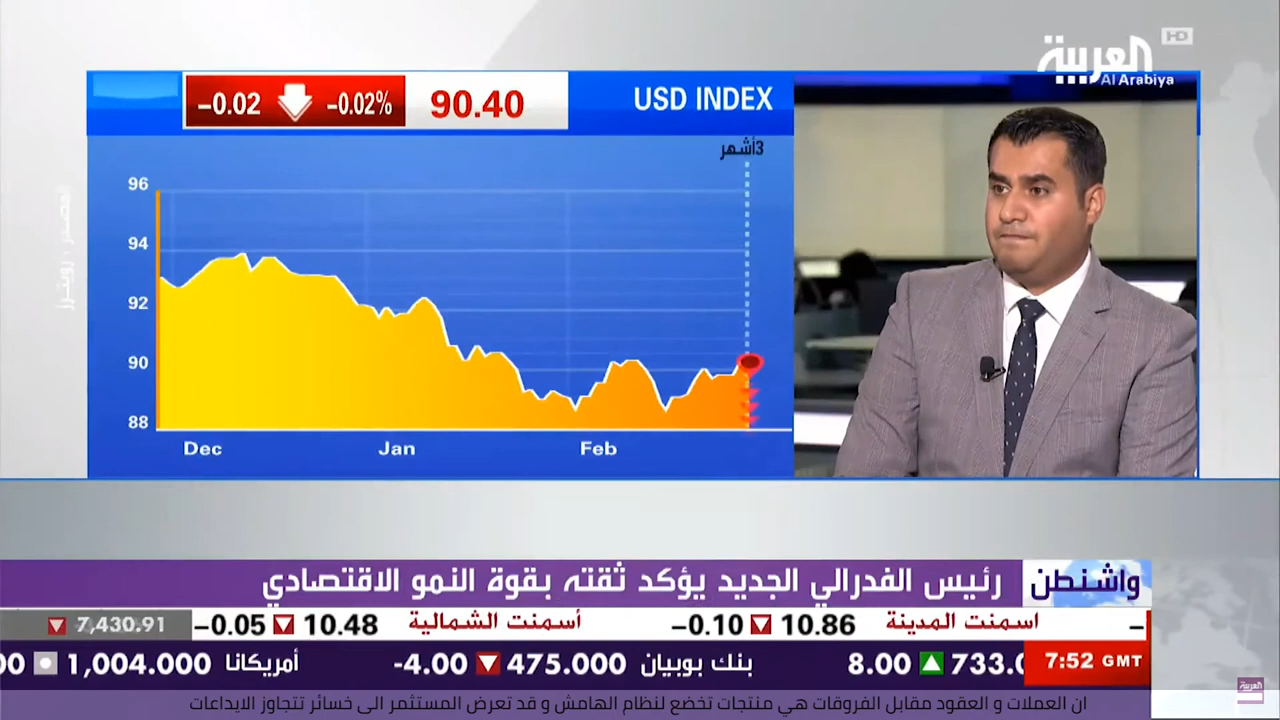 العربية HD
Al Arabiya
-0.02 -0.02% 90.40 USD INDEX
3أشهر
96
94
92
90
88
Dec Jan Feb
المصدر : رويترز
واشنطن رئيس الفدرالي الجديد يؤكد ثقته بقوة النمو الاقتصادي
اسمنت المدينة 10.86 -0.10 أسمنت الشمالية 10.48 -0.05 7,430.91
7:52 GMT 733.0 8.00 بنك بوبيان 475.000 -4.00 أمريكانا 1,004.000 00
العربية
ان العملات و العقود مقابل الفروقات هي منتجات تخضع لنظام الهامش و قد تعرض المستثمر الى خسائر تتجاوز الايداعات